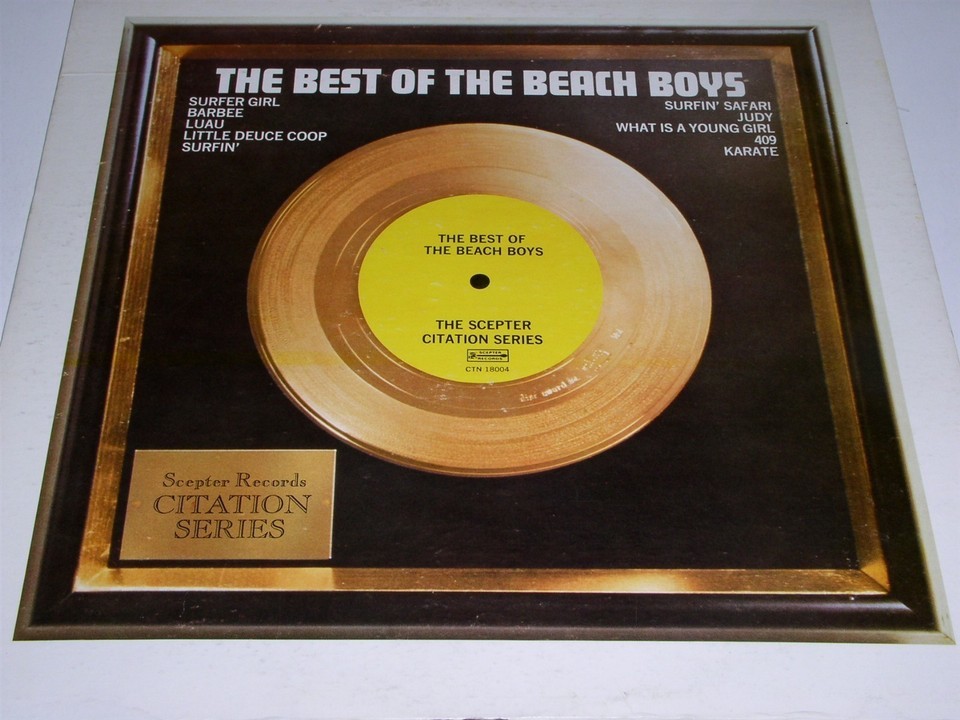 THE BEST OF THE BEACH BOYS
SURFER GIRL
BARBEE
LUAU
LITTLE DEUCE COOP
SURFIN'
SURFIN' SAFARI
JUDY
WHAT IS A YOUNG GIRL
409
KARATE
THE BEST OF
THE BEACH BOYS
THE SCEPTER
CITATION SERIES
SCEPTER
RECORDS
CTN 18004
Scepter Records
CITATION
SERIES